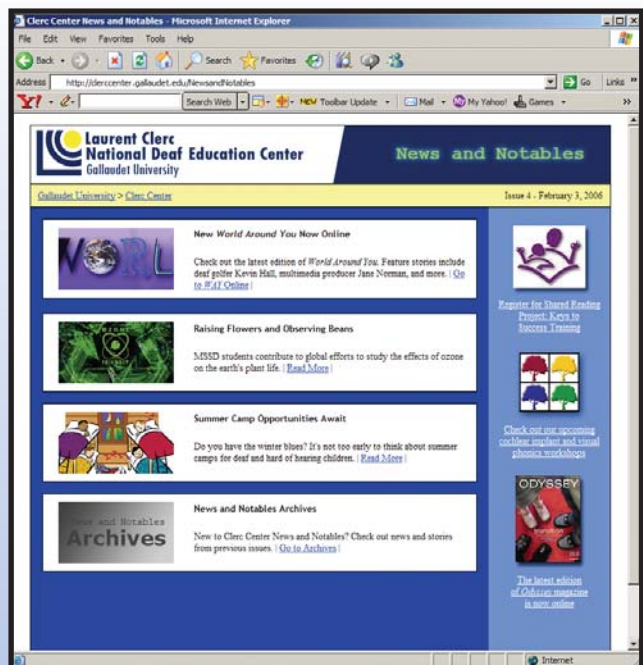 Clerc Center News and Notables - Microsoft Internet Explorer
File Edit View Favorites Tools Help
Back Search Favorites
Address http://clerccenter.gallaudet.edu/NewsandNotables Go Links »
Y! Search Web NEW Toolbar Update Mail My Yahoo! Games »
Laurent Clerc
National Deaf Education Center
Gallaudet University
News and Notables
Gallaudet University > Clerc Center
Issue 4 - February 3, 2006
WORL
New World Around You Now Online
Check out the latest edition of World Around You. Feature stories include
deaf golfer Kevin Hall, multimedia producer Jane Norman, and more. | Go
to WAY Online |
Raising Flowers and Observing Beans
MSSD students contribute to global efforts to study the effects of ozone
on the earth's plant life. | Read More |
Summer Camp Opportunities Await
Do you have the winter blues? It's not too early to think about summer
camps for deaf and hard of hearing children. | Read More |
News and Notables
Archives
News and Notables Archives
New to Clerc Center News and Notables? Check out news and stories
from previous issues. | Go to Archives |
Register for Shared Reading
Project: Keys to
Success Training
Check out our upcoming
cochlear implant and visual
phonics workshops
ODYSSEY
The latest edition
of Odyssey magazine
is now online
Internet